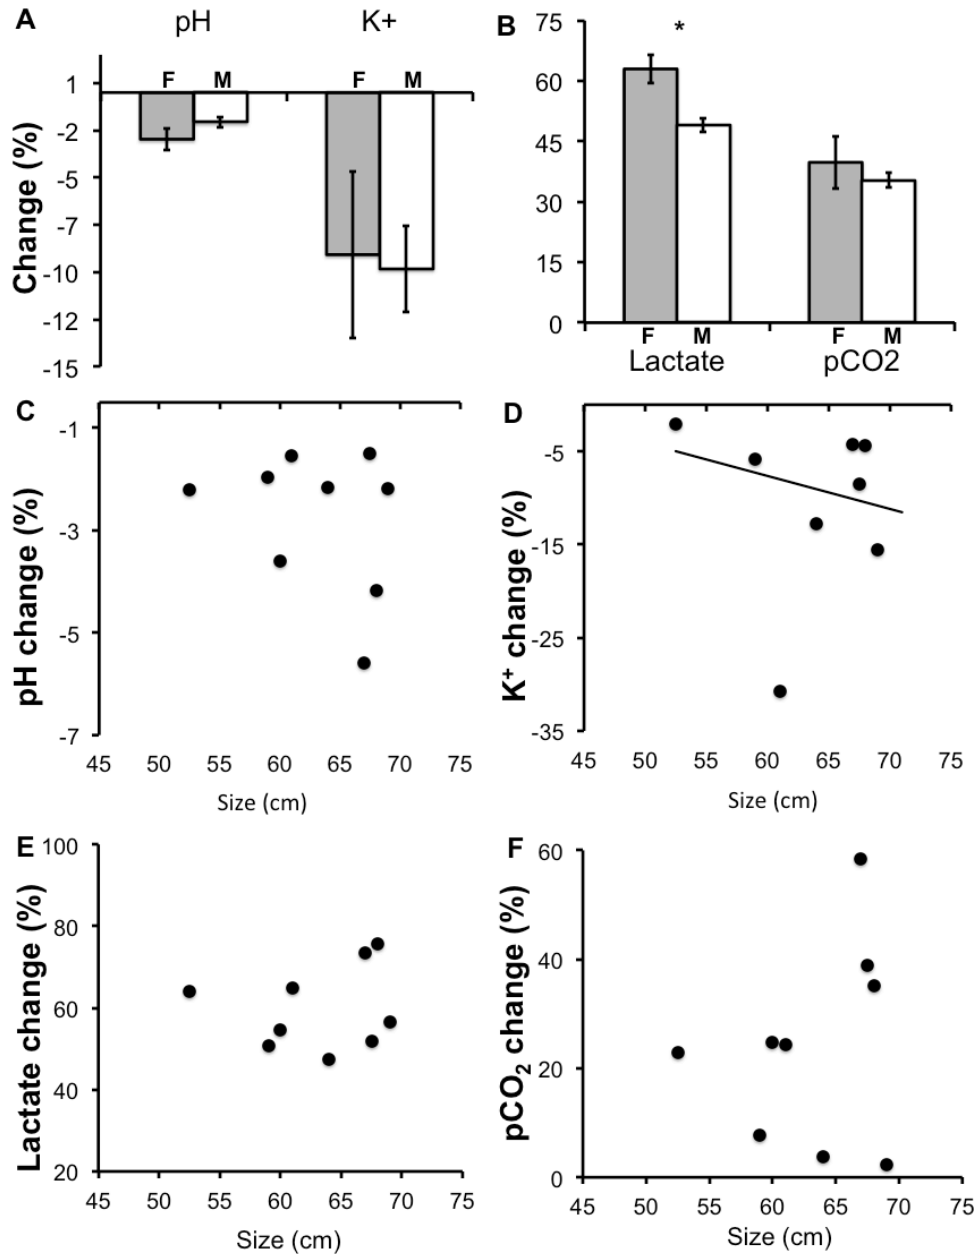 A
pH K+
Change (%)
1
-2
-5
-7
-10
-12
-15
F M F M
B
75
60
45
30
15
0
*
F M F M
Lactate pCO2
C
pH change (%)
-1
-3
-5
-7
45 50 55 60 65 70 75
Size (cm)
D
K+ change (%)
-5
-15
-25
-35
45 50 55 60 65 70 75
Size (cm)
E
Lactate change (%)
100
80
60
40
20
45 50 55 60 65 70 75
Size (cm)
F
pCO2 change (%)
60
40
20
0
45 50 55 60 65 70 75
Size (cm)